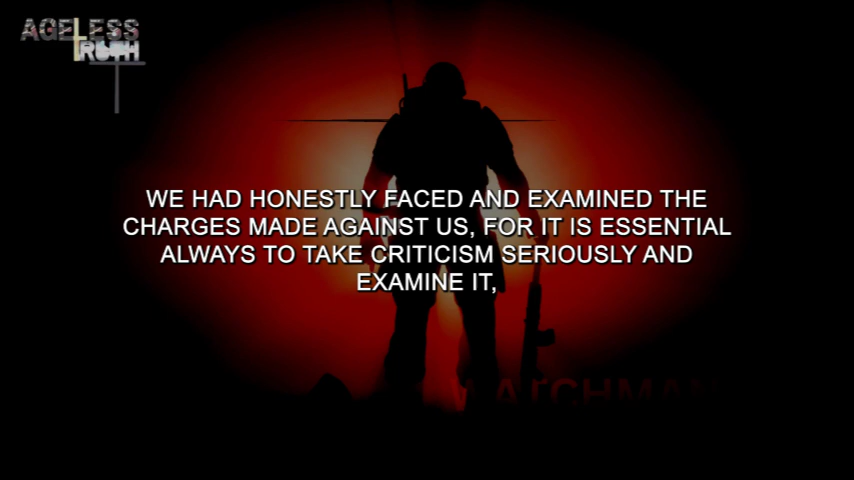 AGELESS
TRUTH
WE HAD HONESTLY FACED AND EXAMINED THE
CHARGES MADE AGAINST US, FOR IT IS ESSENTIAL
ALWAYS TO TAKE CRITICISM SERIOUSLY AND
EXAMINE IT,
WATCHMAN